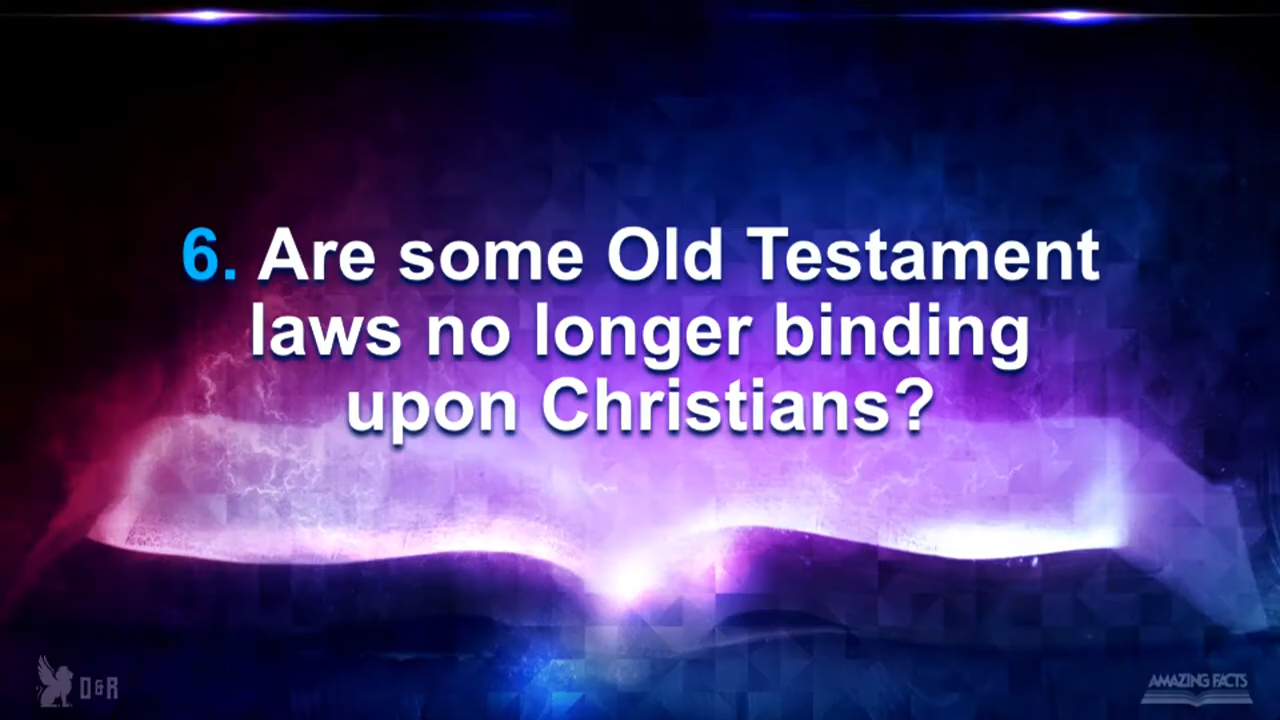 6. Are some Old Testament
laws no longer binding
upon Christians?
D&R
AMAZING FACTS